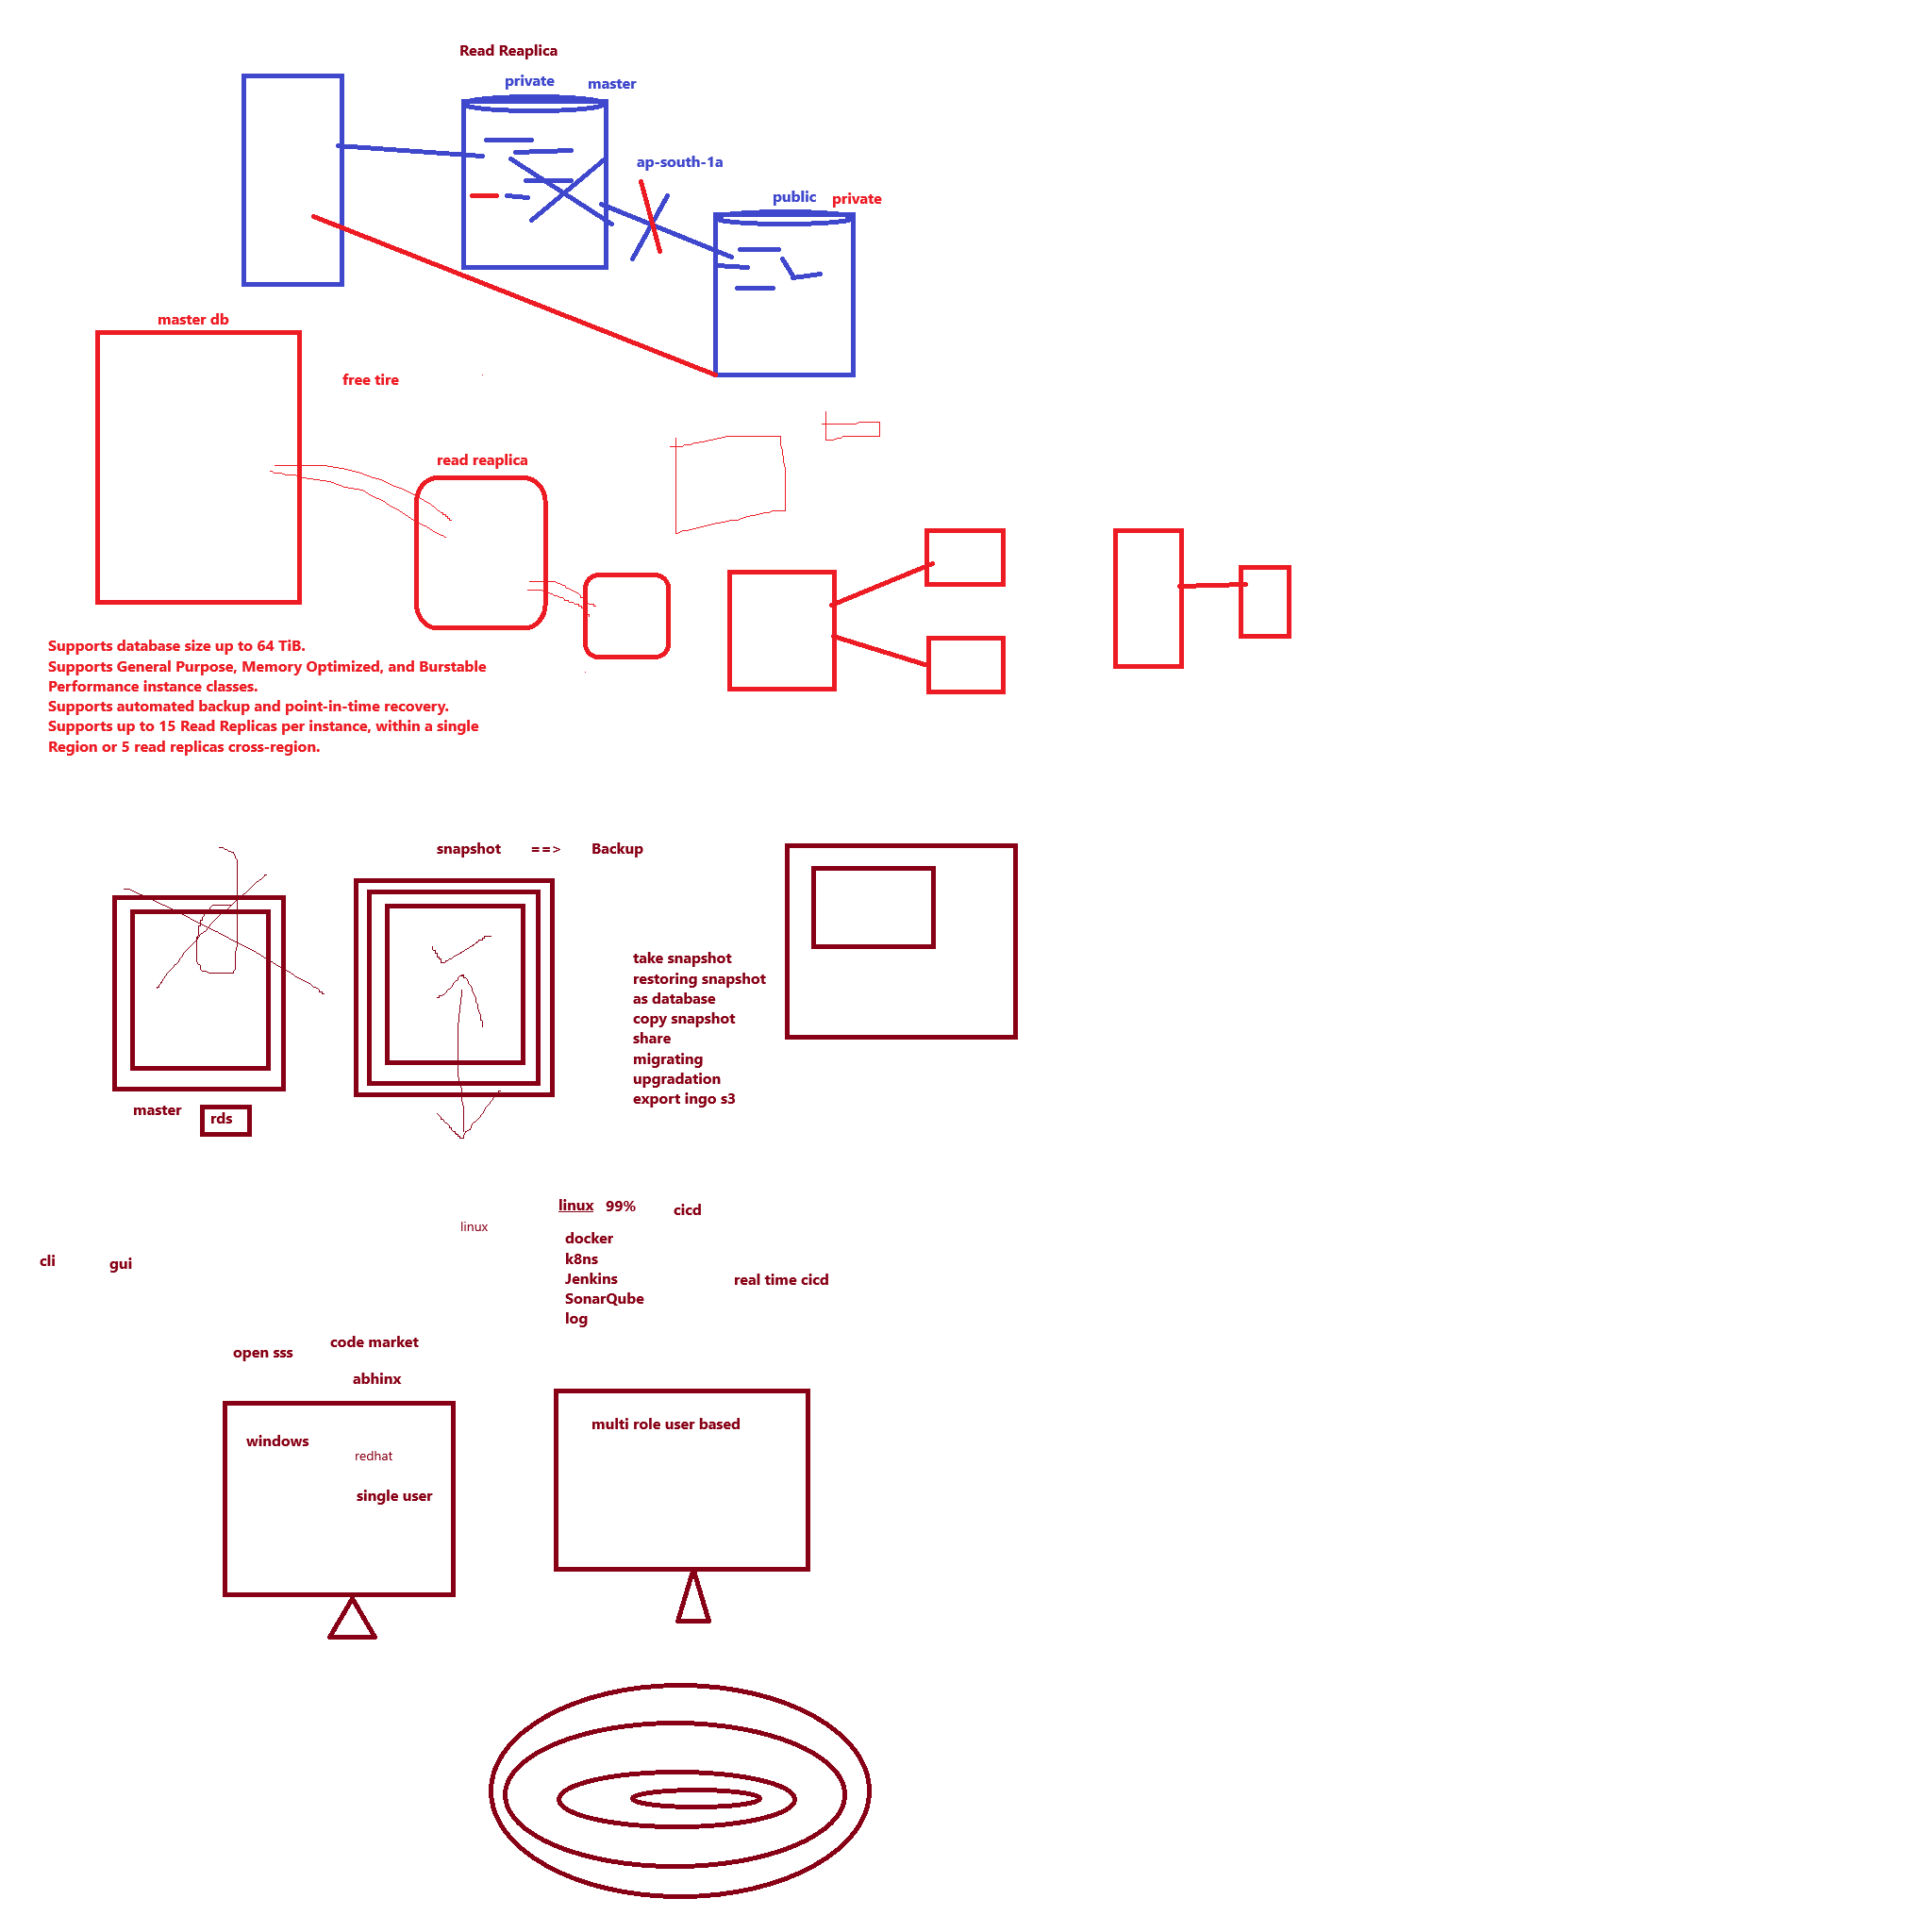 Read Reaplica
private
master
ap-south-1a
public
private
master db
free tire
read reaplica
Supports database size up to 64 TiB.
Supports General Purpose, Memory Optimized, and Burstable
Performance instance classes.
Supports automated backup and point-in-time recovery.
Supports up to 15 Read Replicas per instance, within a single
Region or 5 read replicas cross-region.
snapshot ==> Backup
take snapshot
restoring snapshot
as database
copy snapshot
share
migrating
upgradation
export ingo s3
master
rds
linux 99%
cicd
linux
docker
k8ns
Jenkins
SonarQube
log
cli
gui
real time cicd
code market
open sss
abhinx
windows
redhat
single user
multi role user based